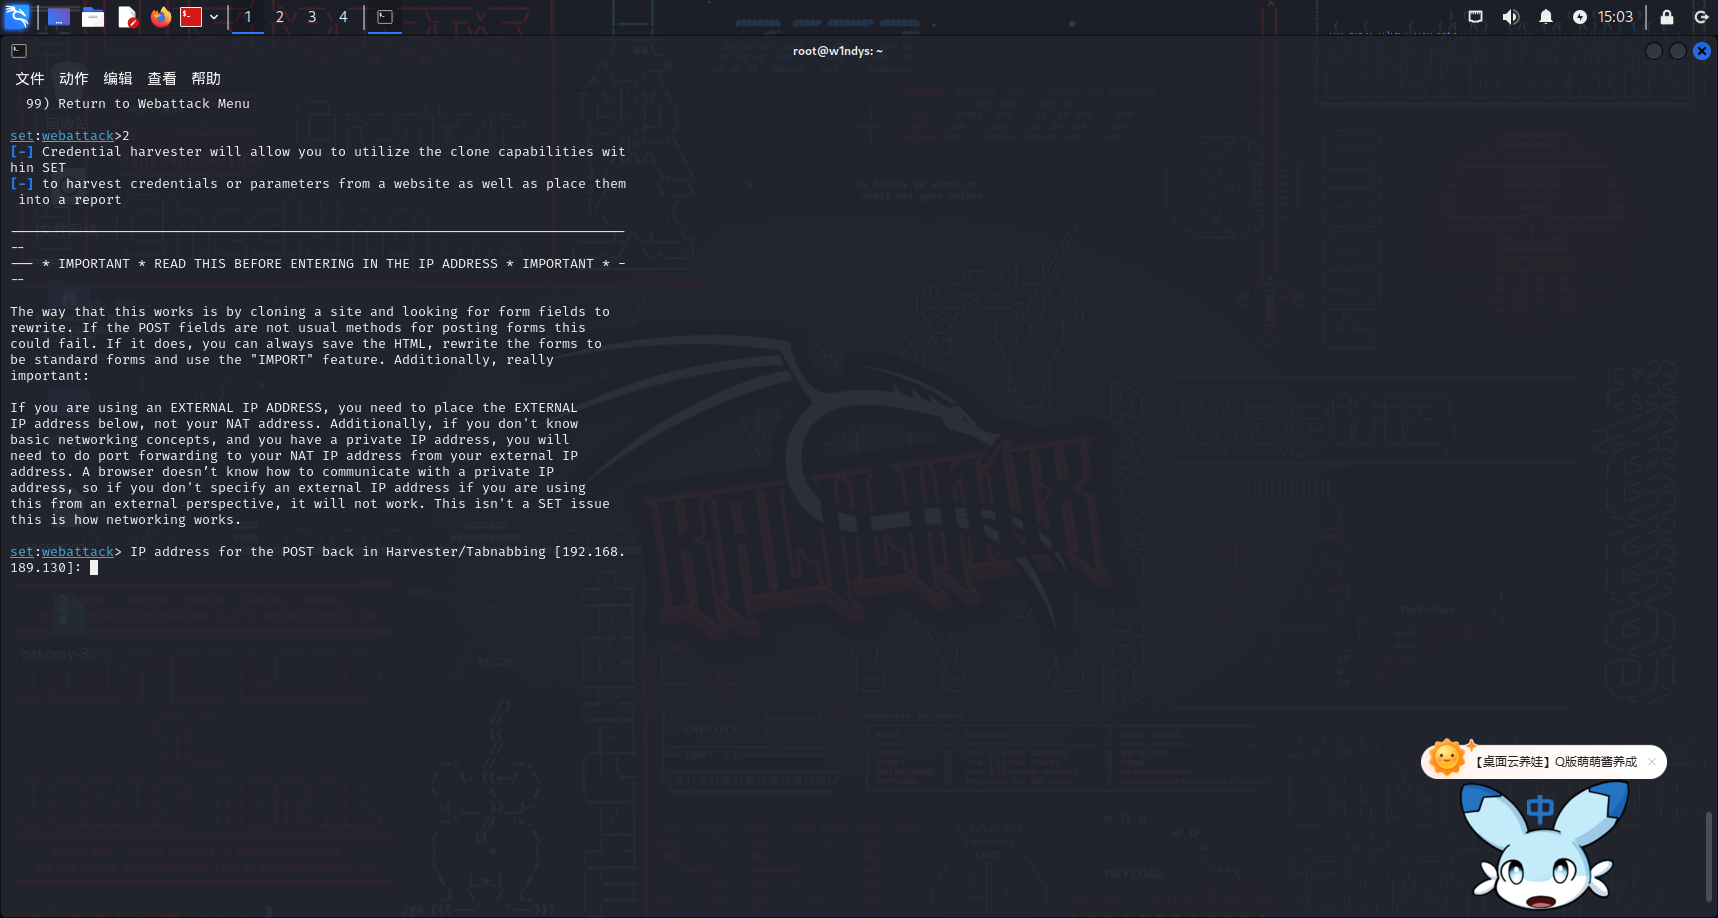 1 2 3 4
15:03
root@w1ndys: ~
文件 动作 编辑 查看 帮助
99) Return to Webattack Menu
set:webattack>2
[-] Credential harvester will allow you to utilize the clone capabilities wit
hin SET
[-] to harvest credentials or parameters from a website as well as place them
into a report
--
--- * IMPORTANT * READ THIS BEFORE ENTERING IN THE IP ADDRESS * IMPORTANT * -
--
The way that this works is by cloning a site and looking for form fields to
rewrite. If the POST fields are not usual methods for posting forms this
could fail. If it does, you can always save the HTML, rewrite the forms to
be standard forms and use the "IMPORT" feature. Additionally, really
important:
If you are using an EXTERNAL IP ADDRESS, you need to place the EXTERNAL
IP address below, not your NAT address. Additionally, if you don't know
basic networking concepts, and you have a private IP address, you will
need to do port forwarding to your NAT IP address from your external IP
address. A browser doesn't know how to communicate with a private IP
address, so if you don't specify an external IP address if you are using
this from an external perspective, it will not work. This isn't a SET issue
this is how networking works.
set:webattack> IP address for the POST back in Harvester/Tabnabbing [192.168.
189.130]:
KALI LINUX
nekoray-3....
RECON
EXPLOIT
LOOT
PAYLOAD
【桌面云养娃】Q版萌萌酱养成
中